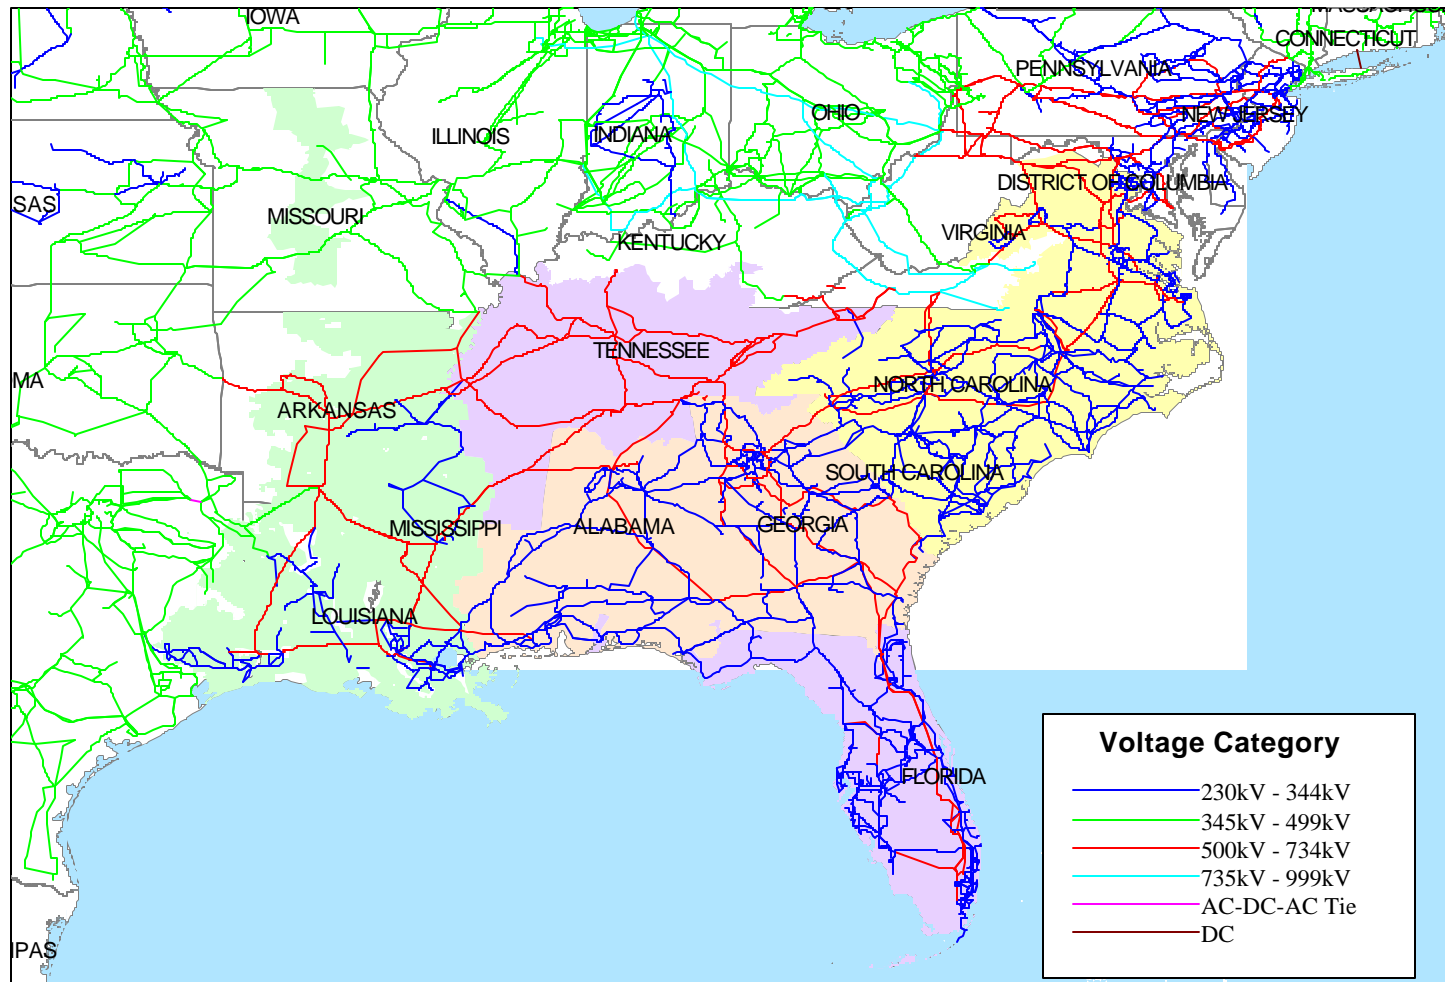 MASSACHUS
IOWA
CONNECTICUT
PENNSYLVANIA
OHIO
NEW JERSEY
ILLINOIS
INDIANA
DISTRICT OF COLUMBIA
SAS
MISSOURI
VIRGINIA
KENTUCKY
TENNESSEE
MA
NORTH CAROLINA
ARKANSAS
SOUTH CAROLINA
MISSISSIPPI
ALABAMA
GEORGIA
LOUISIANA
FLORIDA
IPAS
Voltage Category
230kV - 344kV
345kV - 499kV
500kV - 734kV
735kV - 999kV
AC-DC-AC Tie
DC